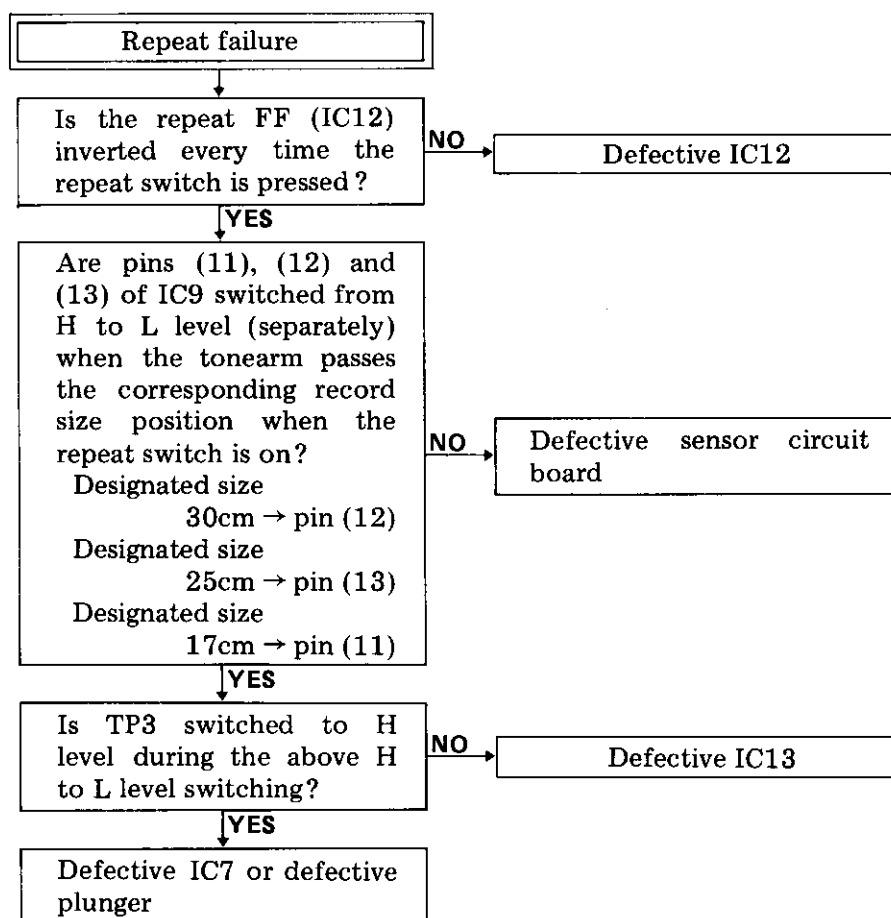 Repeat failure
Is the repeat FF (IC12)
inverted every time the
repeat switch is pressed?
NO
Defective IC12
YES
Are pins (11), (12) and
(13) of IC9 switched from
H to L level (separately)
when the tonearm passes
the corresponding record
size position when the
repeat switch is on?
Designated size
30cm → pin (12)
Designated size
25cm → pin (13)
Designated size
17cm → pin (11)
NO
Defective sensor circuit
board
YES
Is TP3 switched to H
level during the above H
to L level switching?
NO
Defective IC13
YES
Defective IC7 or defective
plunger